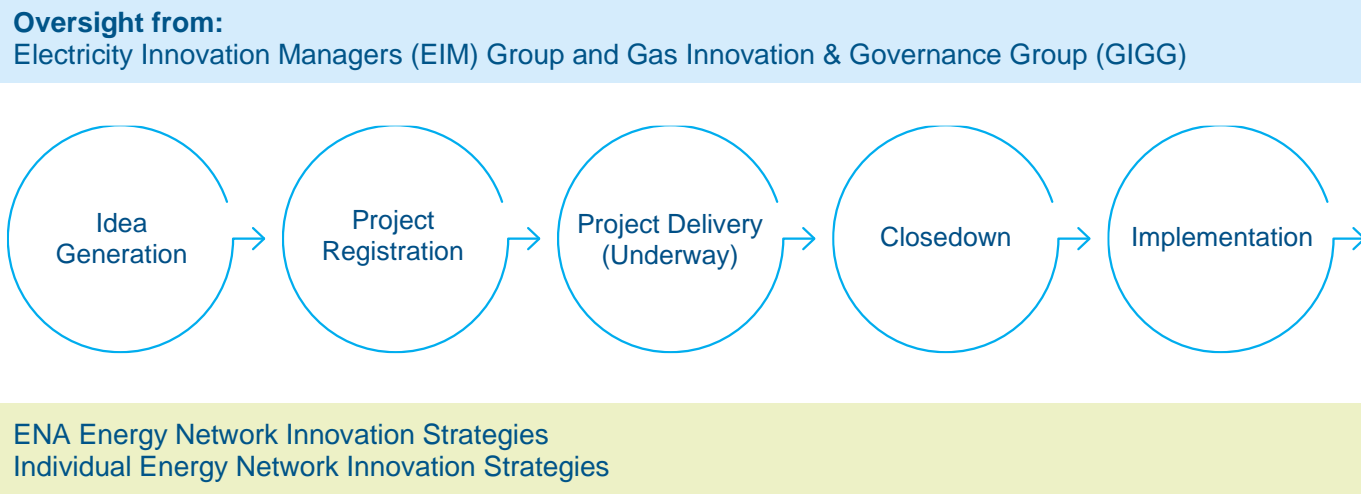 Oversight from:
Electricity Innovation Managers (EIM) Group and Gas Innovation & Governance Group (GIGG)
Idea
Generation
Project
Registration
Project Delivery
(Underway)
Closedown
Implementation
ENA Energy Network Innovation Strategies
Individual Energy Network Innovation Strategies